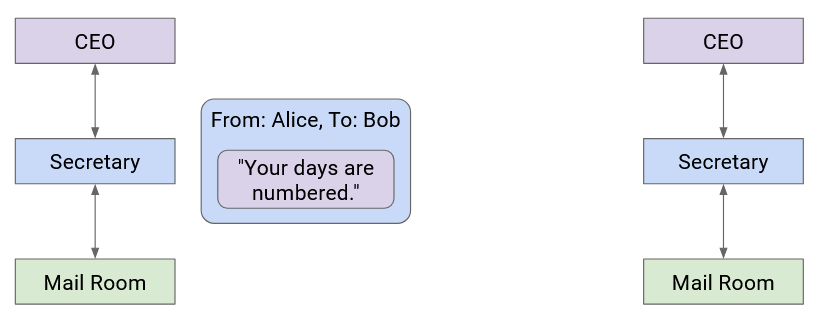 CEO
CEO
From: Alice, To: Bob
Secretary
"Your days are
numbered."
Secretary
Mail Room
Mail Room